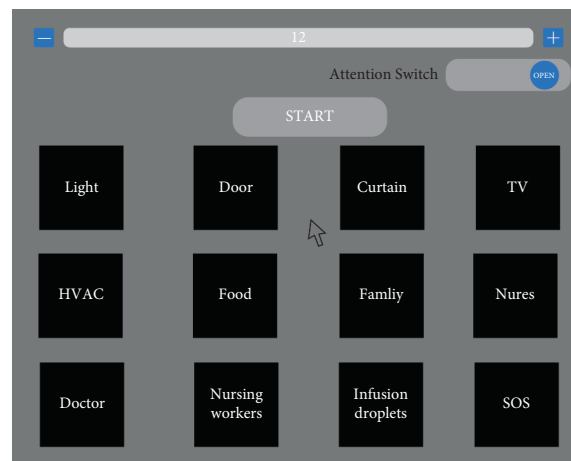 − 12 +
Attention Switch OPEN
START
Light Door Curtain TV
HVAC Food Famliy Nures
Doctor Nursing workers Infusion droplets SOS